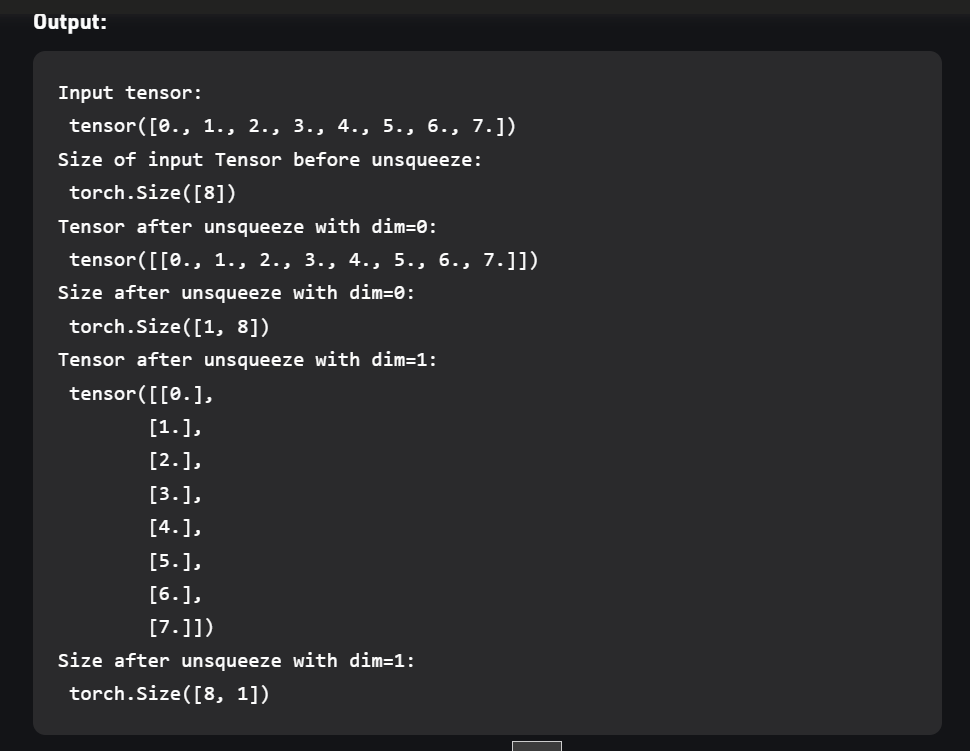 Output:
Input tensor:
tensor([0., 1., 2., 3., 4., 5., 6., 7.])
Size of input Tensor before unsqueeze:
torch.Size([8])
Tensor after unsqueeze with dim=0:
tensor([[0., 1., 2., 3., 4., 5., 6., 7.]])
Size after unsqueeze with dim=0:
torch.Size([1, 8])
Tensor after unsqueeze with dim=1:
tensor([[0.],
[1.],
[2.],
[3.],
[4.],
[5.],
[6.],
[7.]])
Size after unsqueeze with dim=1:
torch.Size([8, 1])